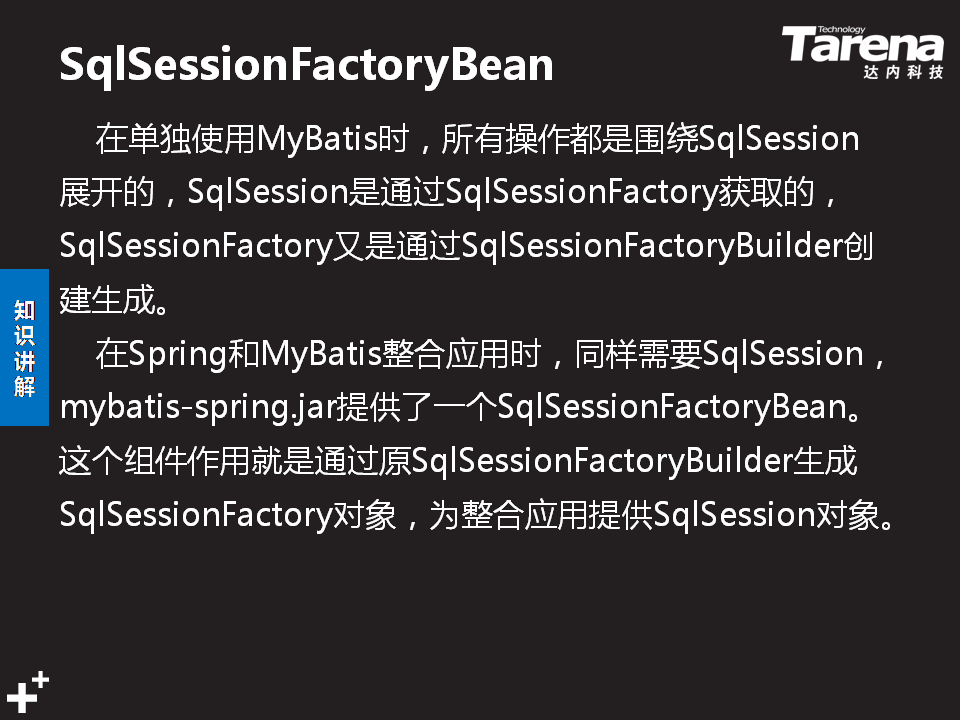 SqlSessionFactoryBean
Technology
Tarena
达内科技
在单独使用MyBatis时，所有操作都是围绕SqlSession
展开的，SqlSession是通过SqlSessionFactory获取的，
SqlSessionFactory又是通过SqlSessionFactoryBuilder创
建生成。
在Spring和MyBatis整合应用时，同样需要SqlSession，
mybatis-spring.jar提供了一个SqlSessionFactoryBean。
这个组件作用就是通过原SqlSessionFactoryBuilder生成
SqlSessionFactory对象，为整合应用提供SqlSession对象。
知
识
讲
解